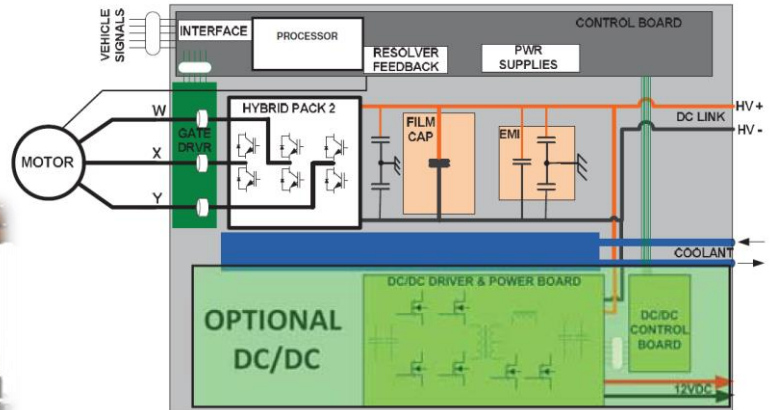 VEHICLE
SIGNALS
INTERFACE
PROCESSOR
CONTROL BOARD
RESOLVER
FEEDBACK
PWR
SUPPLIES
W
HYBRID PACK 2
GATE
DRVR
FILM
CAP
EMI
HV +
DC LINK
HV -
MOTOR
X
Y
COOLANT
OPTIONAL
DC/DC
DC/DC DRIVER & POWER BOARD
DC/DC
CONTROL
BOARD
12VDC